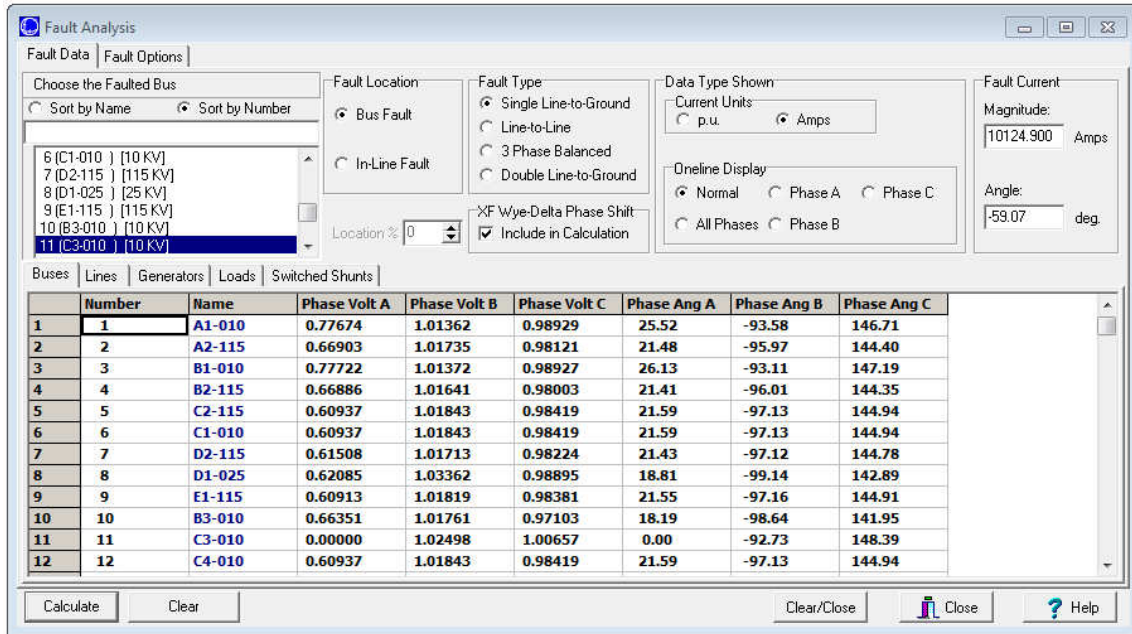 Fault Analysis
Fault Data Fault Options
Choose the Faulted Bus
Sort by Name Sort by Number
6 (C1-010 ) [10 KV]
7 (D2-115 ) [115 KV]
8 (D1-025 ) [25 KV]
9 (E1-115 ) [115 KV]
10 (B3-010 ) [10 KV]
11 (C3-010 ) [10 KV]
Fault Location
Bus Fault
In-Line Fault
Location % 0
Fault Type
Single Line-to-Ground
Line-to-Line
3 Phase Balanced
Double Line-to-Ground
XF Wye-Delta Phase Shift
Include in Calculation
Data Type Shown
Current Units
p.u. Amps
Oneline Display
Normal Phase A Phase C
All Phases Phase B
Fault Current
Magnitude:
10124.900 Amps
Angle:
-59.07 deg.
Buses Lines Generators Loads Switched Shunts
Number Name Phase Volt A Phase Volt B Phase Volt C Phase Ang A Phase Ang B Phase Ang C
1 1 A1-010 0.77674 1.01362 0.98929 25.52 -93.58 146.71
2 2 A2-115 0.66903 1.01735 0.98121 21.48 -95.97 144.40
3 3 B1-010 0.77722 1.01372 0.98927 26.13 -93.11 147.19
4 4 B2-115 0.66886 1.01641 0.98003 21.41 -96.01 144.35
5 5 C2-115 0.60937 1.01843 0.98419 21.59 -97.13 144.94
6 6 C1-010 0.60937 1.01843 0.98419 21.59 -97.13 144.94
7 7 D2-115 0.61508 1.01713 0.98224 21.43 -97.12 144.78
8 8 D1-025 0.62085 1.03362 0.98895 18.81 -99.14 142.89
9 9 E1-115 0.60913 1.01819 0.98381 21.55 -97.16 144.91
10 10 B3-010 0.66351 1.01761 0.97103 18.19 -98.64 141.95
11 11 C3-010 0.00000 1.02498 1.00657 0.00 -92.73 148.39
12 12 C4-010 0.60937 1.01843 0.98419 21.59 -97.13 144.94
Calculate Clear Clear/Close Close ? Help